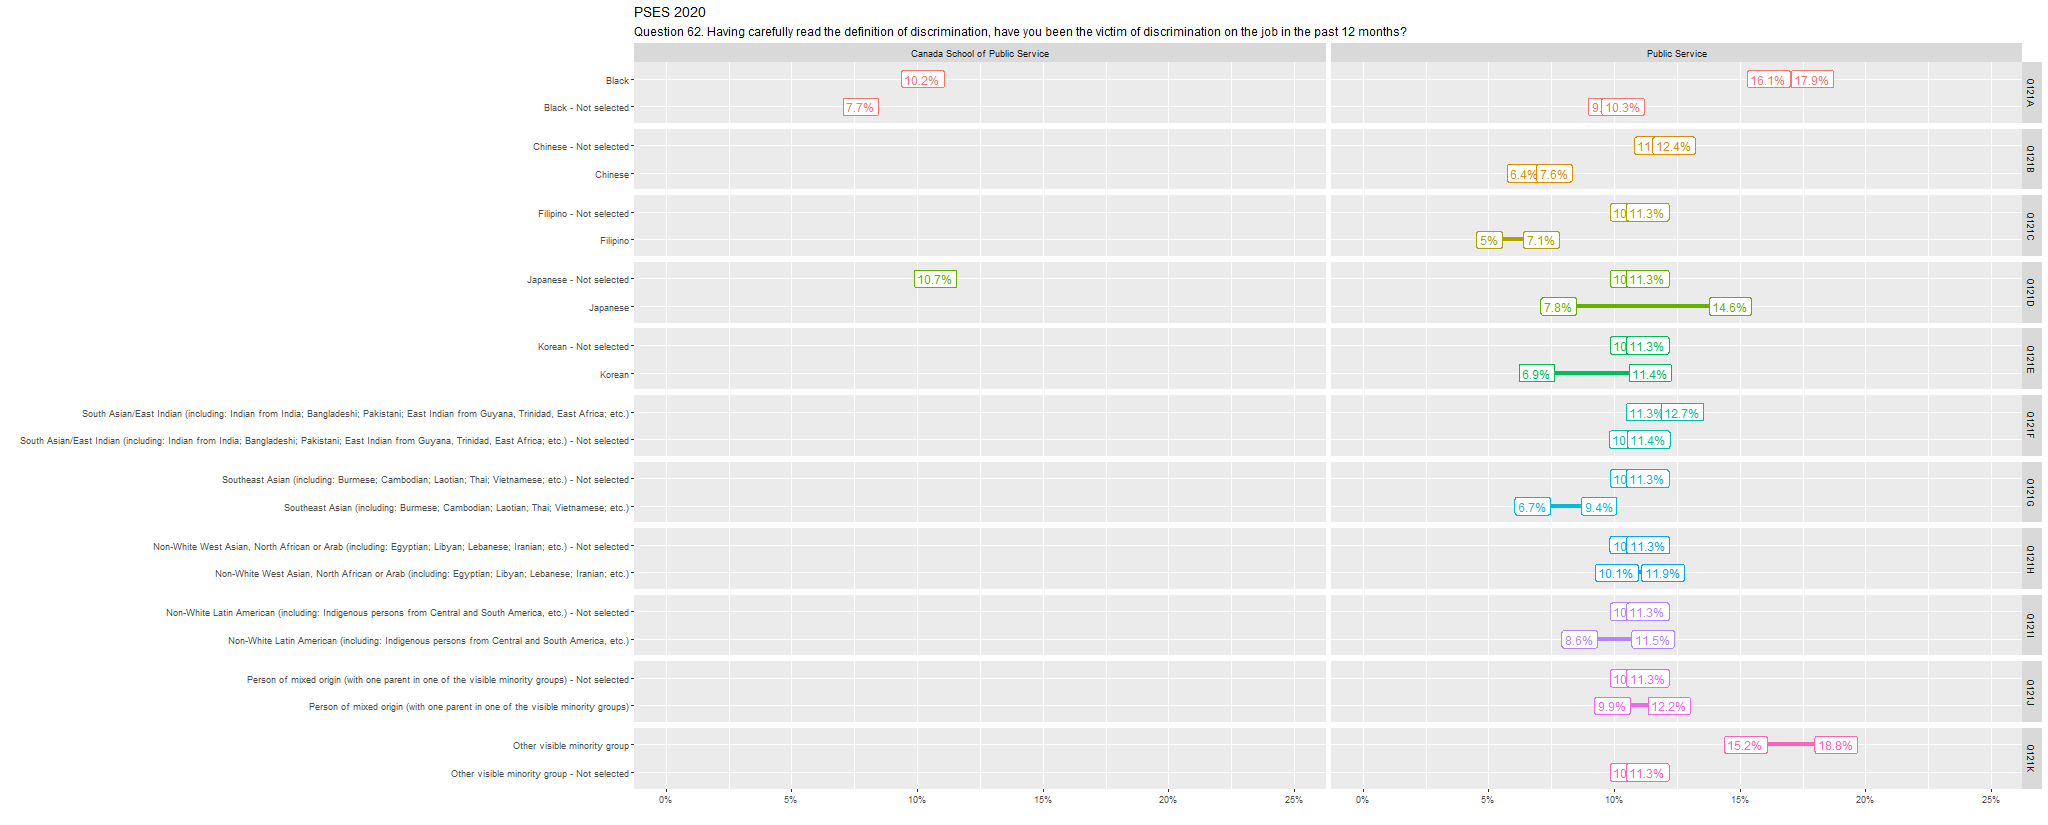 PSES 2020
Question 62. Having carefully read the definition of discrimination, have you been the victim of discrimination on the job in the past 12 months?
Canada School of Public Service Public Service
Black 10.2% 16.1% 17.9% Q121A
Black - Not selected 7.7% 9. 10.3%
Chinese - Not selected 11 12.4% Q121B
Chinese 6.4% 7.6%
Filipino - Not selected 10 11.3% Q121C
Filipino 5% 7.1%
Japanese - Not selected 10.7% 10 11.3% Q121D
Japanese 7.8% 14.6%
Korean - Not selected 10 11.3% Q121E
Korean 6.9% 11.4%
South Asian/East Indian (including: Indian from India; Bangladeshi; Pakistani; East Indian from Guyana, Trinidad, East Africa; etc.) 11.3% 12.7% Q121F
South Asian/East Indian (including: Indian from India; Bangladeshi; Pakistani; East Indian from Guyana, Trinidad, East Africa; etc.) - Not selected 10 11.4%
Southeast Asian (including: Burmese; Cambodian; Laotian; Thai; Vietnamese; etc.) - Not selected 10 11.3% Q121G
Southeast Asian (including: Burmese; Cambodian; Laotian; Thai; Vietnamese; etc.) 6.7% 9.4%
Non-White West Asian, North African or Arab (including: Egyptian; Libyan; Lebanese; Iranian; etc.) - Not selected 10 11.3% Q121H
Non-White West Asian, North African or Arab (including: Egyptian; Libyan; Lebanese; Iranian; etc.) 10.1% 11.9%
Non-White Latin American (including: Indigenous persons from Central and South America, etc.) - Not selected 10 11.3% Q121I
Non-White Latin American (including: Indigenous persons from Central and South America, etc.) 8.6% 11.5%
Person of mixed origin (with one parent in one of the visible minority groups) - Not selected 10 11.3% Q121J
Person of mixed origin (with one parent in one of the visible minority groups) 9.9% 12.2%
Other visible minority group 15.2% 18.8% Q121K
Other visible minority group - Not selected 10 11.3%
0% 5% 10% 15% 20% 25% 0% 5% 10% 15% 20% 25%